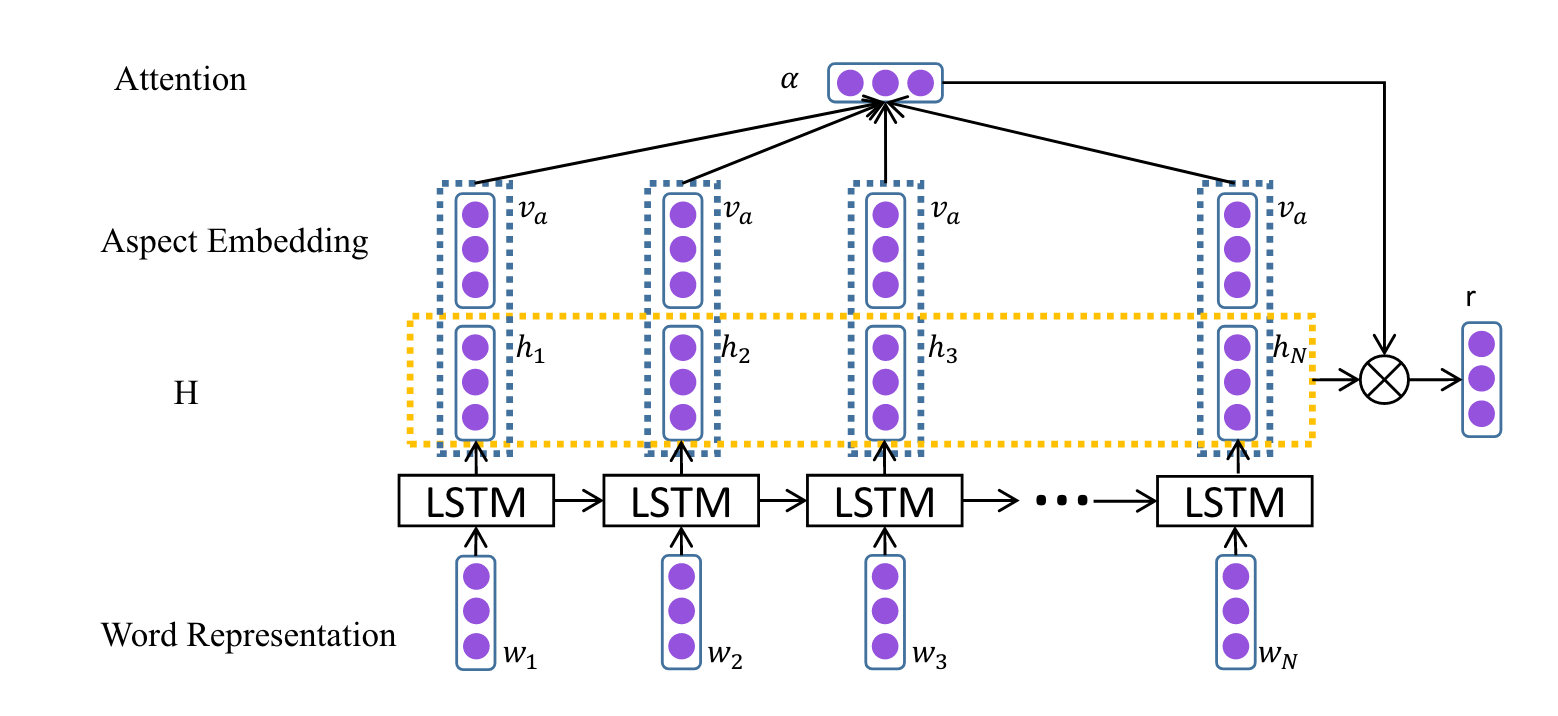 Attention α
Aspect Embedding v_a v_a v_a v_a
r
H h_1 h_2 h_3 h_N
LSTM LSTM LSTM ••• LSTM
Word Representation w_1 w_2 w_3 w_N